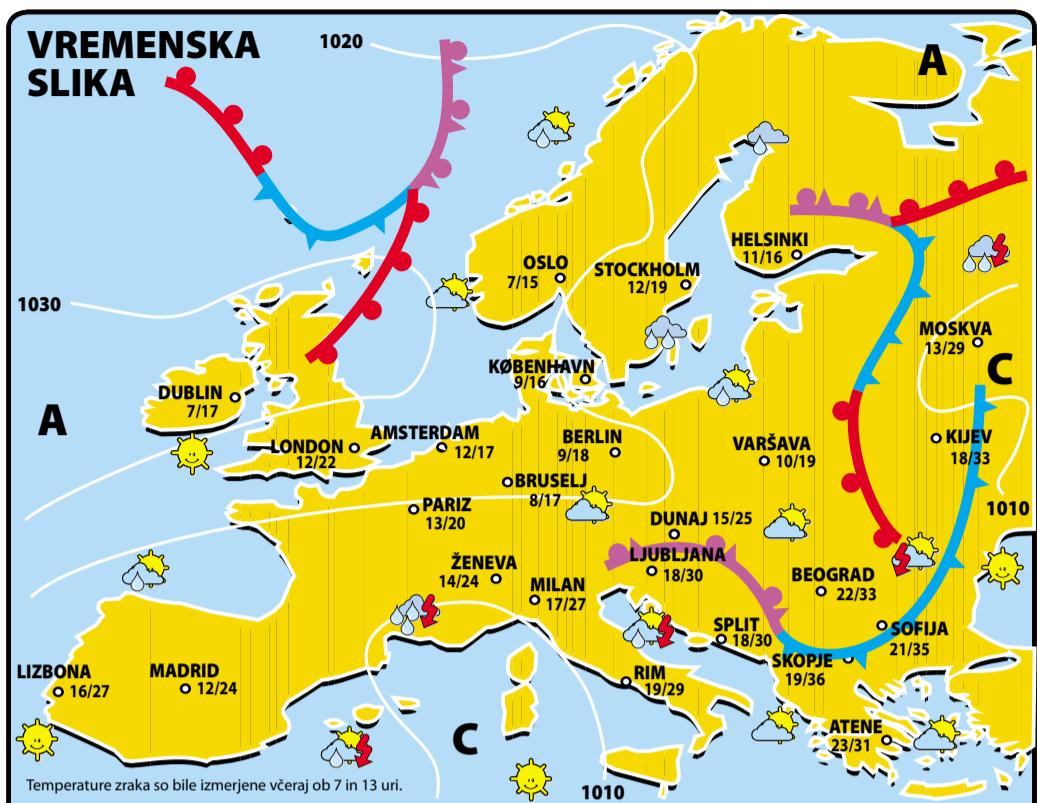 VREMENSKA
SLIKA
1020
A
HELSINKI
11/16
OSLO
7/15
STOCKHOLM
12/19
1030
MOSKVA
13/29
KØBENHAVN
9/16
C
DUBLIN
7/17
A
LONDON
12/22
AMSTERDAM
12/17
BERLIN
9/18
VARŠAVA
10/19
KIJEV
18/33
BRUSELJ
8/17
PARIZ
13/20
1010
DUNAJ 15/25
LJUBLJANA
18/30
ŽENEVA
14/24
MILAN
17/27
BEOGRAD
22/33
SPLIT
18/30
SOFIJA
21/35
SKOPJE
19/36
LIZBONA
16/27
MADRID
12/24
RIM
19/29
C
ATENE
23/31
Temperature zraka so bile izmerjene včeraj ob 7 in 13 uri.
1010